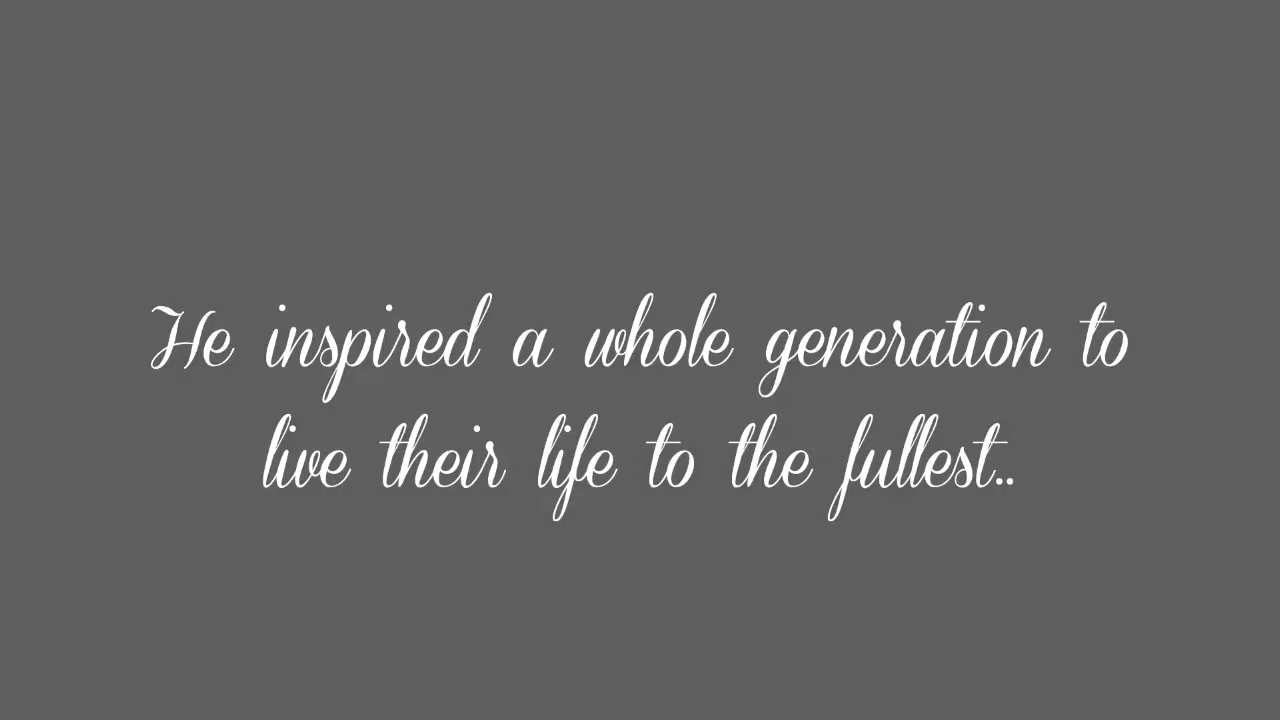 He inspired a whole generation to
live their life to the fullest..